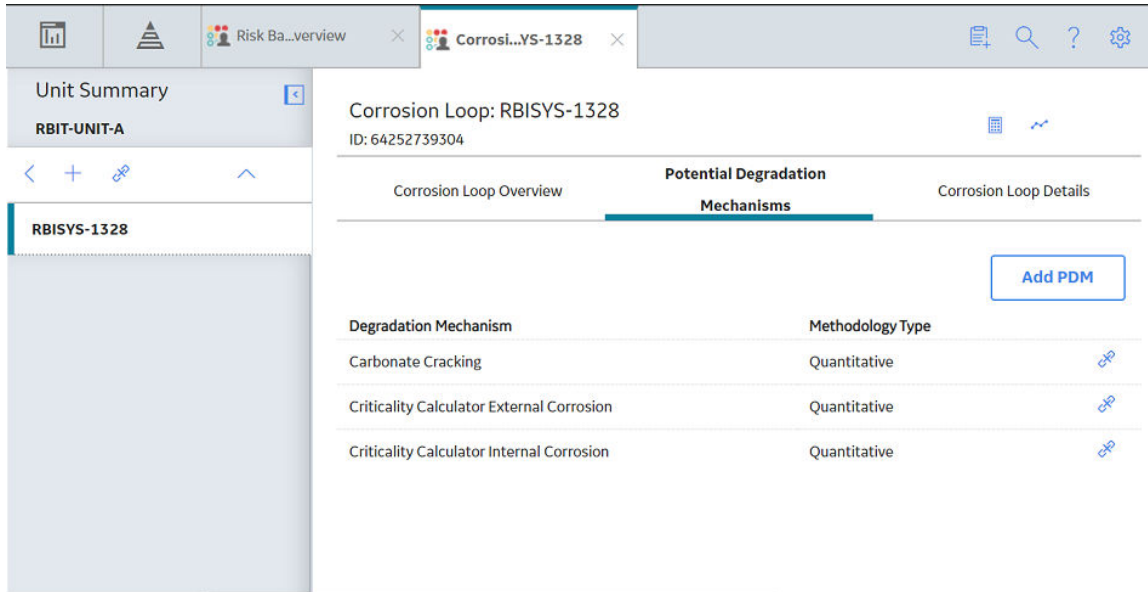 Risk Ba...verview
Corrosi...YS-1328
Unit Summary
RBIT-UNIT-A
RBISYS-1328
Corrosion Loop: RBISYS-1328
ID: 64252739304
Corrosion Loop Overview
Potential Degradation
Mechanisms
Corrosion Loop Details
Add PDM
Degradation Mechanism Methodology Type
Carbonate Cracking Quantitative
Criticality Calculator External Corrosion Quantitative
Criticality Calculator Internal Corrosion Quantitative